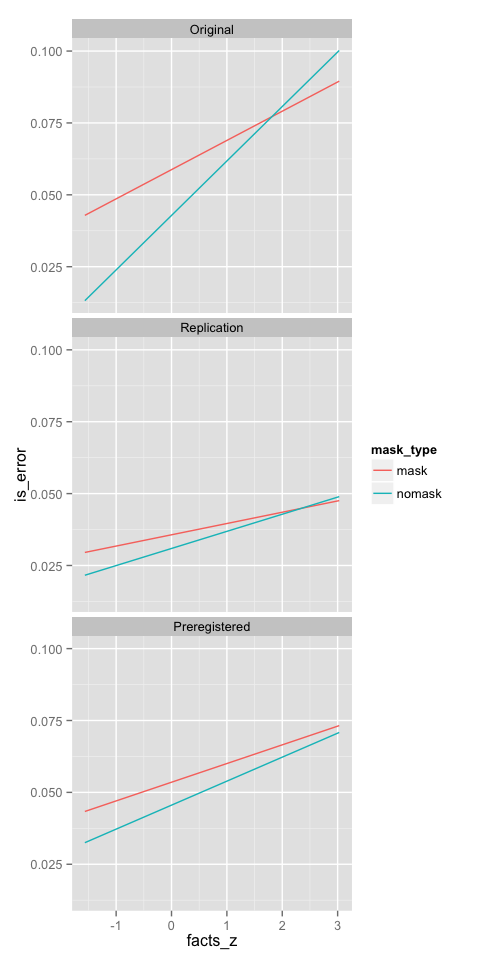 Original
0.100
0.075
0.050
0.025
Replication
0.100
0.075
0.050
0.025
Preregistered
0.100
0.075
0.050
0.025
-1 0 1 2 3
facts_z
is_error
mask_type
mask
nomask